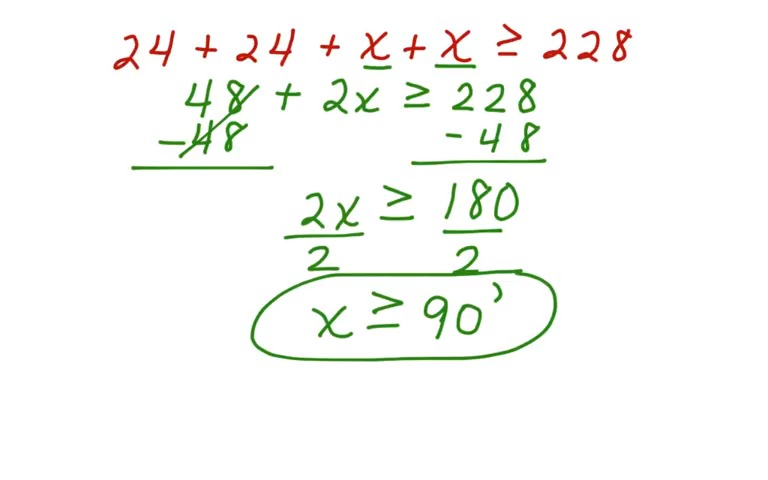 24 + 24 + x + x ≥ 228
48 + 2x ≥ 228
-48 -48
2x ≥ 180
2 2
x ≥ 90'